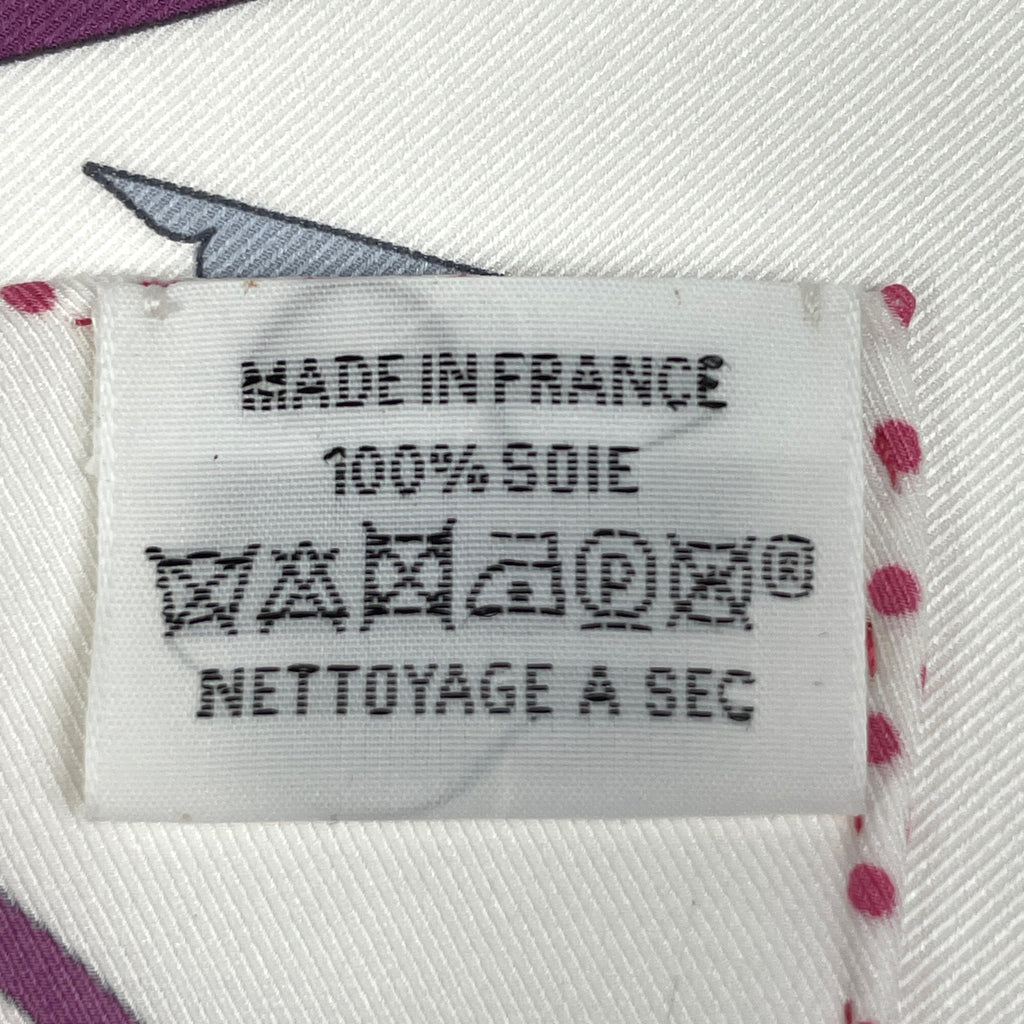 MADE IN FRANCE
100% SOIE
P ®
NETTOYAGE A SEC